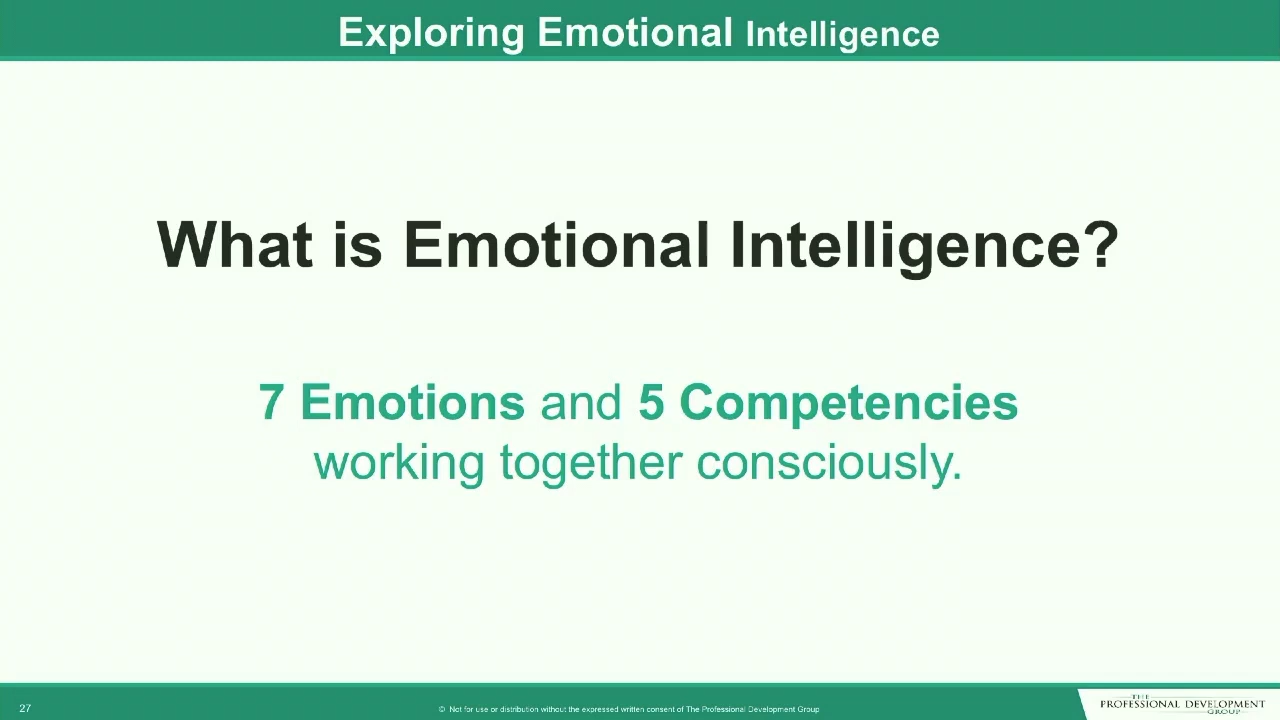 Exploring Emotional Intelligence
What is Emotional Intelligence?
7 Emotions and 5 Competencies
working together consciously.
27
© Not for use or distribution without the expressed written consent of The Professional Development Group
THE
PROFESSIONAL DEVELOPMENT
GROUP